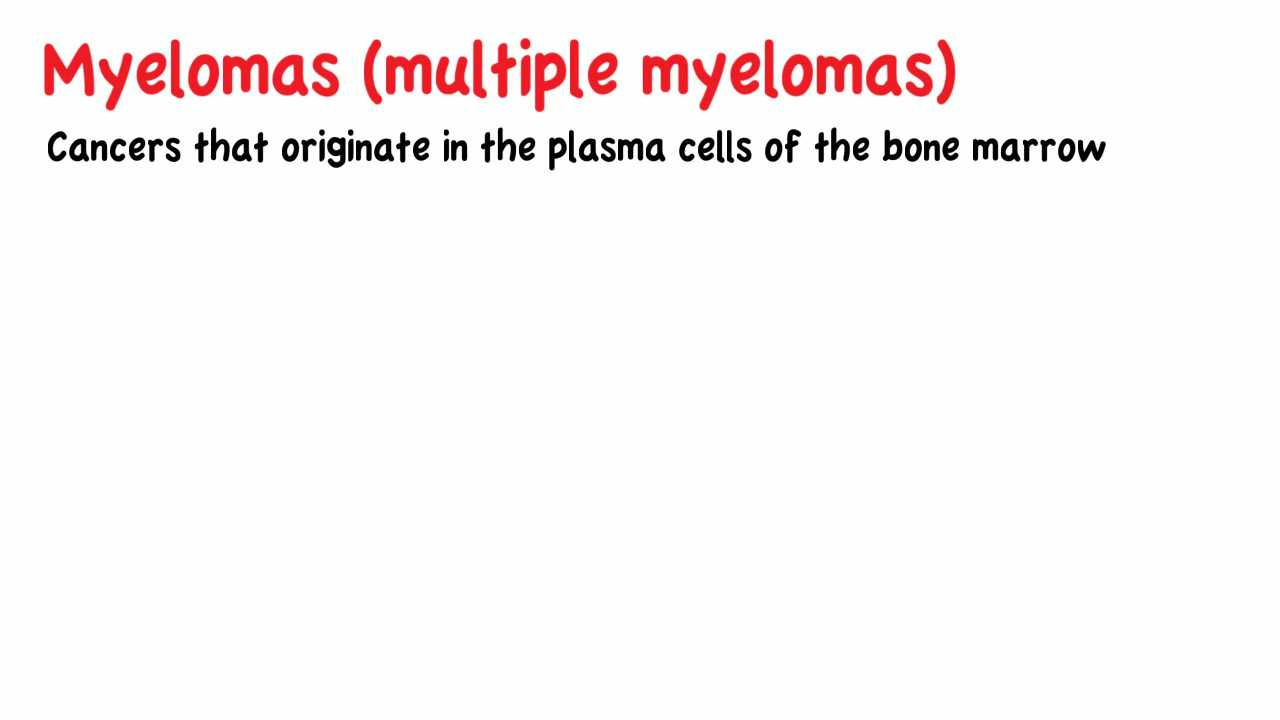 Myelomas (multiple myelomas)
Cancers that originate in the plasma cells of the bone marrow